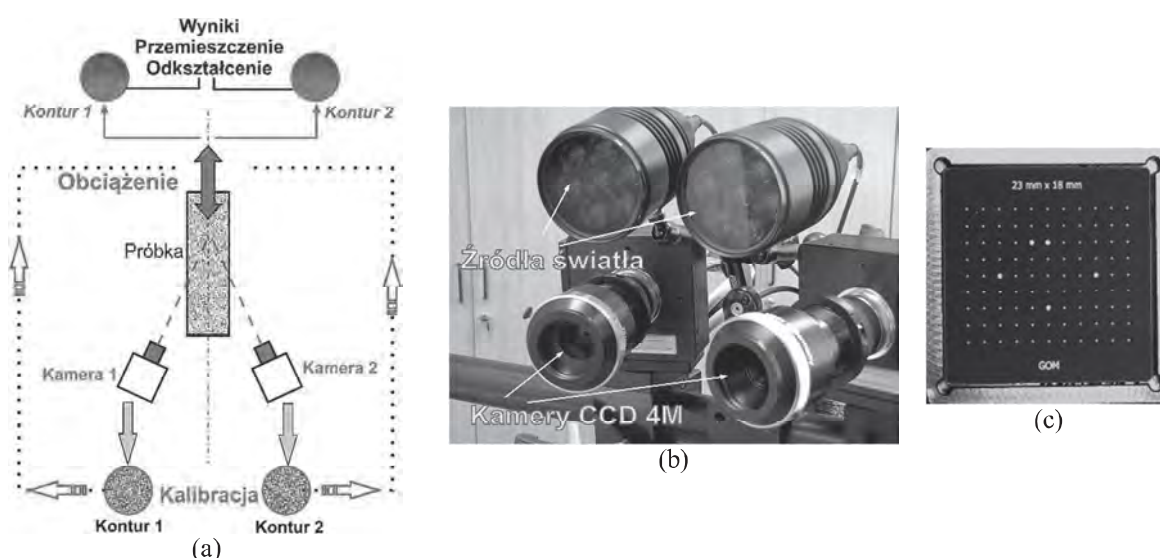 Wyniki
Przemieszczenie
Odkształcenie
Kontur 1
Kontur 2
Obciążenie
Próbka
Kamera 1
Kamera 2
Kalibracja
Kontur 1
Kontur 2
(a)
Źródła swiatła
Kamery CCD 4M
(b)
23 mm x 18 mm
GOM
(c)